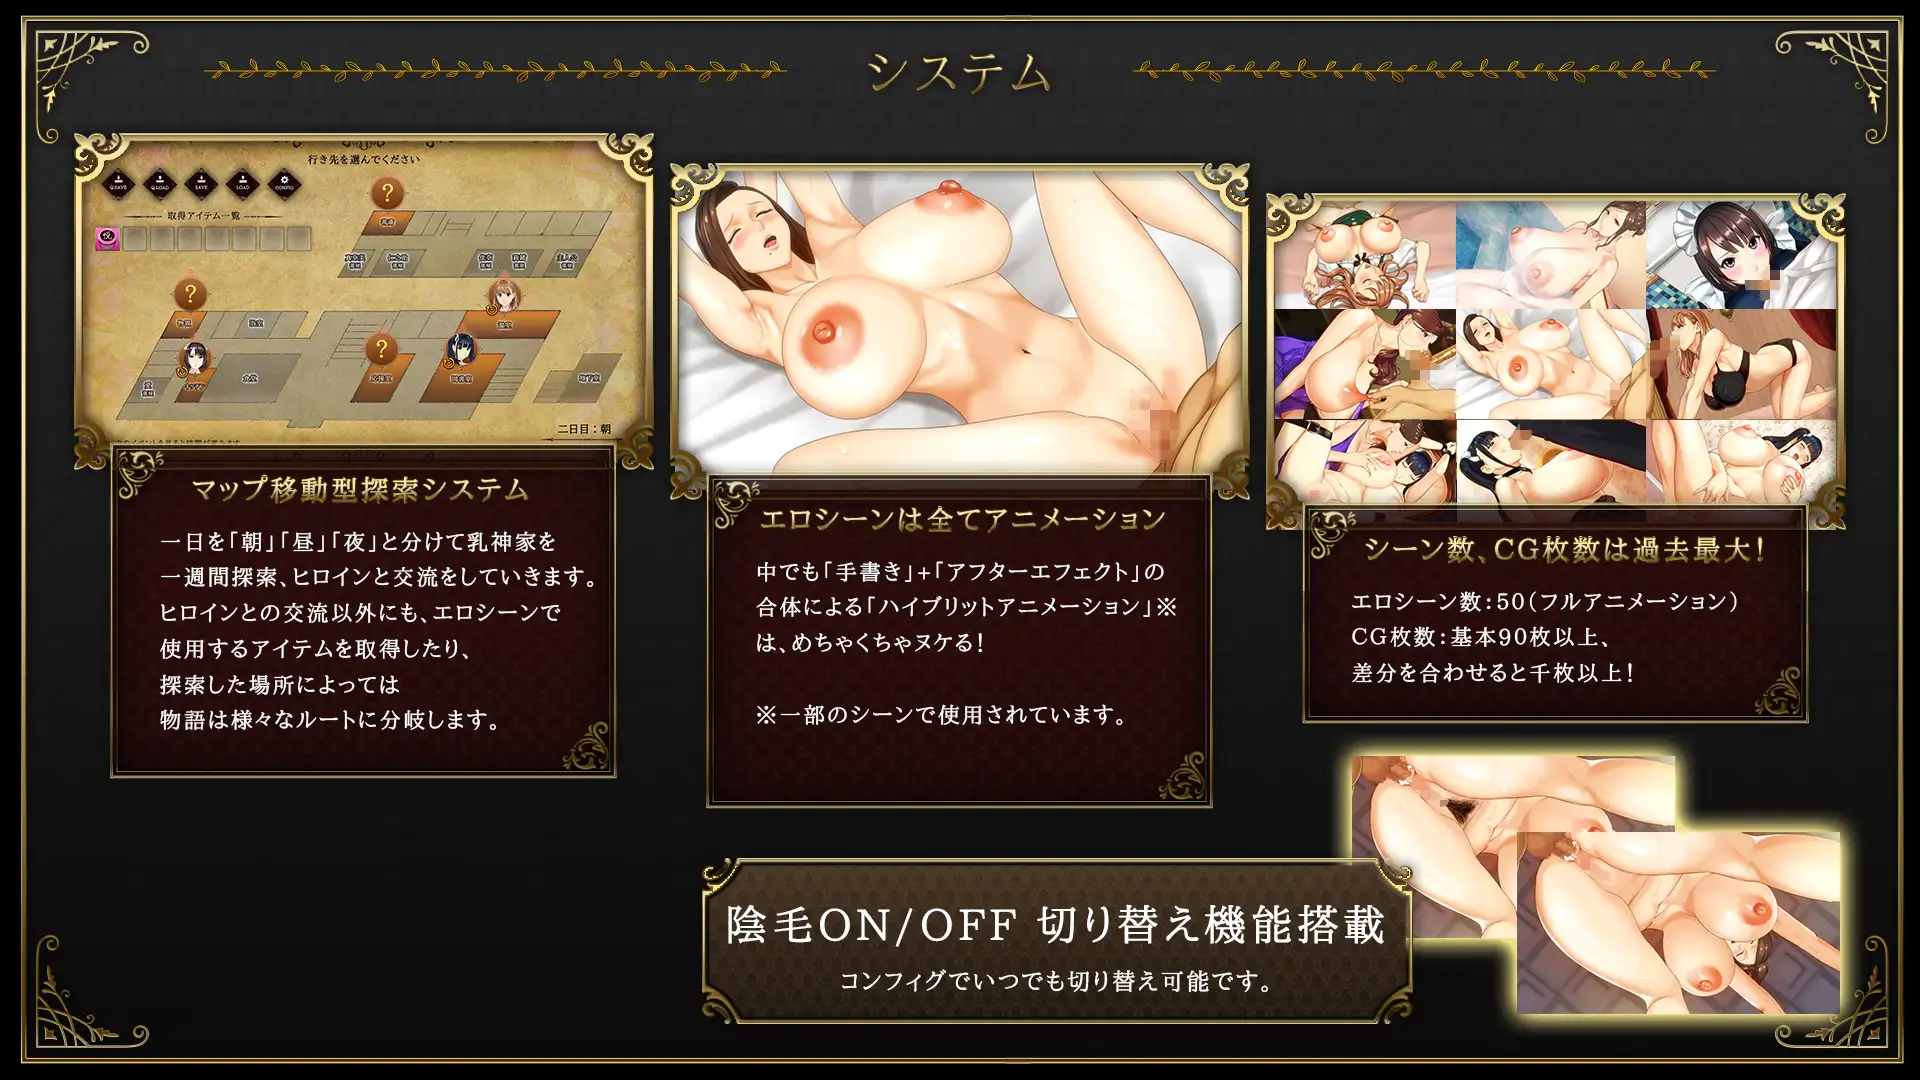 システム
行き先を選んでください
Q.SAVE
Q.LOAD
SAVE
LOAD
CONFIG
取得アイテム一覧
?
?
?
食堂
二日目:朝
マップ移動型探索システム
一日を「朝」「昼」「夜」と分けて乳神家を
一週間探索、ヒロインと交流をしていきます。
ヒロインとの交流以外にも、エロシーンで
使用するアイテムを取得したり、
探索した場所によっては
物語は様々なルートに分岐します。
エロシーンは全てアニメーション
中でも「手書き」+「アフターエフェクト」の
合体による「ハイブリットアニメーション」※
は、めちゃくちゃヌケる!
※一部のシーンで使用されています。
シーン数、CG枚数は過去最大!
エロシーン数:50(フルアニメーション)
CG枚数:基本90枚以上、
差分を合わせると千枚以上!
陰毛ON/OFF 切り替え機能搭載
コンフィグでいつでも切り替え可能です。